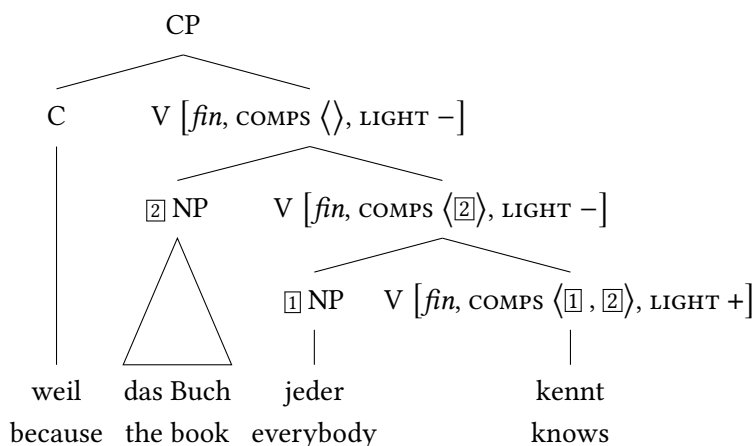 CP
C V [fin, COMPS ⟨⟩, LIGHT −]
2 NP V [fin, COMPS ⟨2⟩, LIGHT −]
1 NP V [fin, COMPS ⟨1, 2⟩, LIGHT +]
weil das Buch jeder kennt
because the book everybody knows